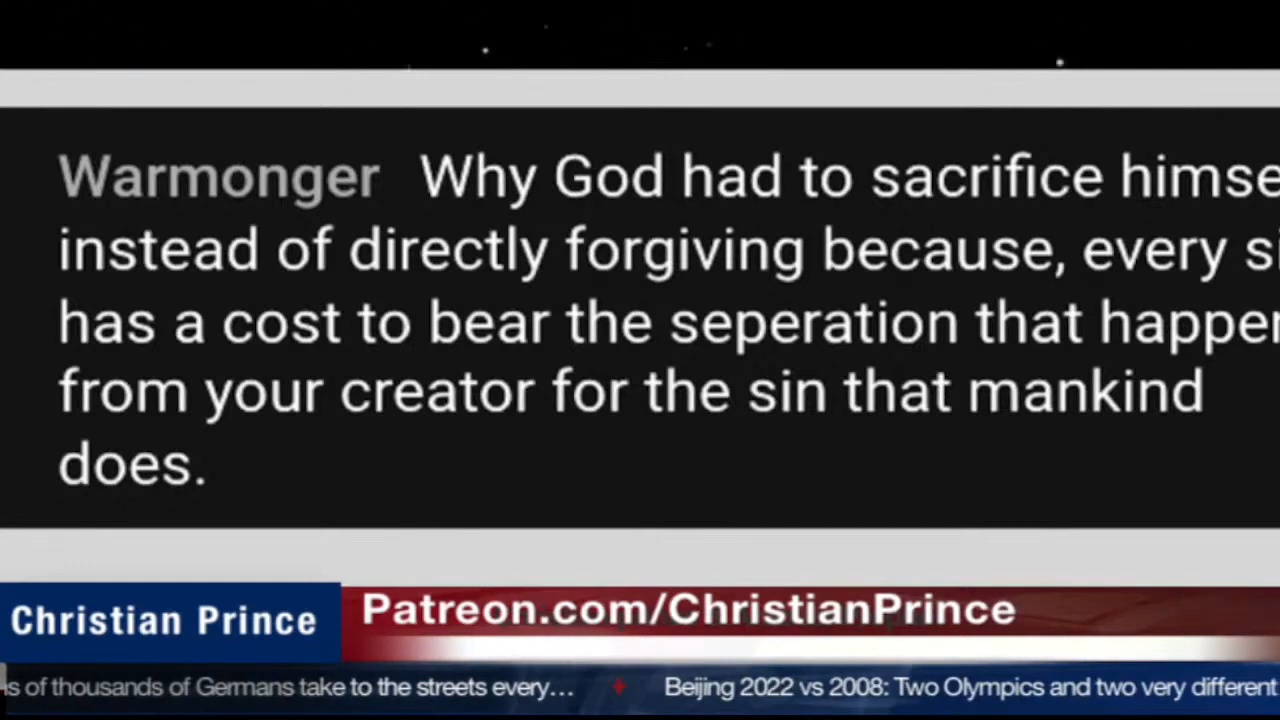 Warmonger Why God had to sacrifice himse
instead of directly forgiving because, every si
has a cost to bear the seperation that happer
from your creator for the sin that mankind
does.
Christian Prince
Patreon.com/ChristianPrince
s of thousands of Germans take to the streets every…
Beijing 2022 vs 2008: Two Olympics and two very different